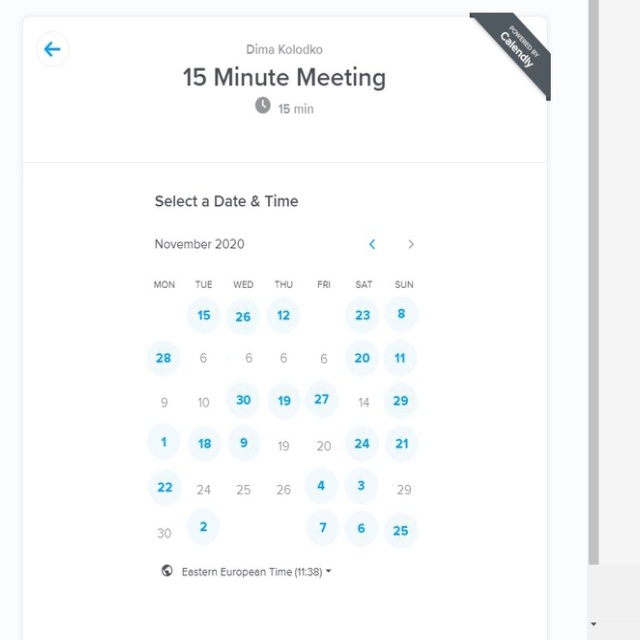 Dima Kolodko
POWERED BY
Calendly
15 Minute Meeting
15 min
Select a Date & Time
November 2020
MON TUE WED THU FRI SAT SUN
15 26 12 23 8
28 6 6 6 6 20 11
9 10 30 19 27 14 29
1 18 9 19 20 24 21
22 24 25 26 4 3 29
30 2 7 6 25
Eastern European Time (11:38)